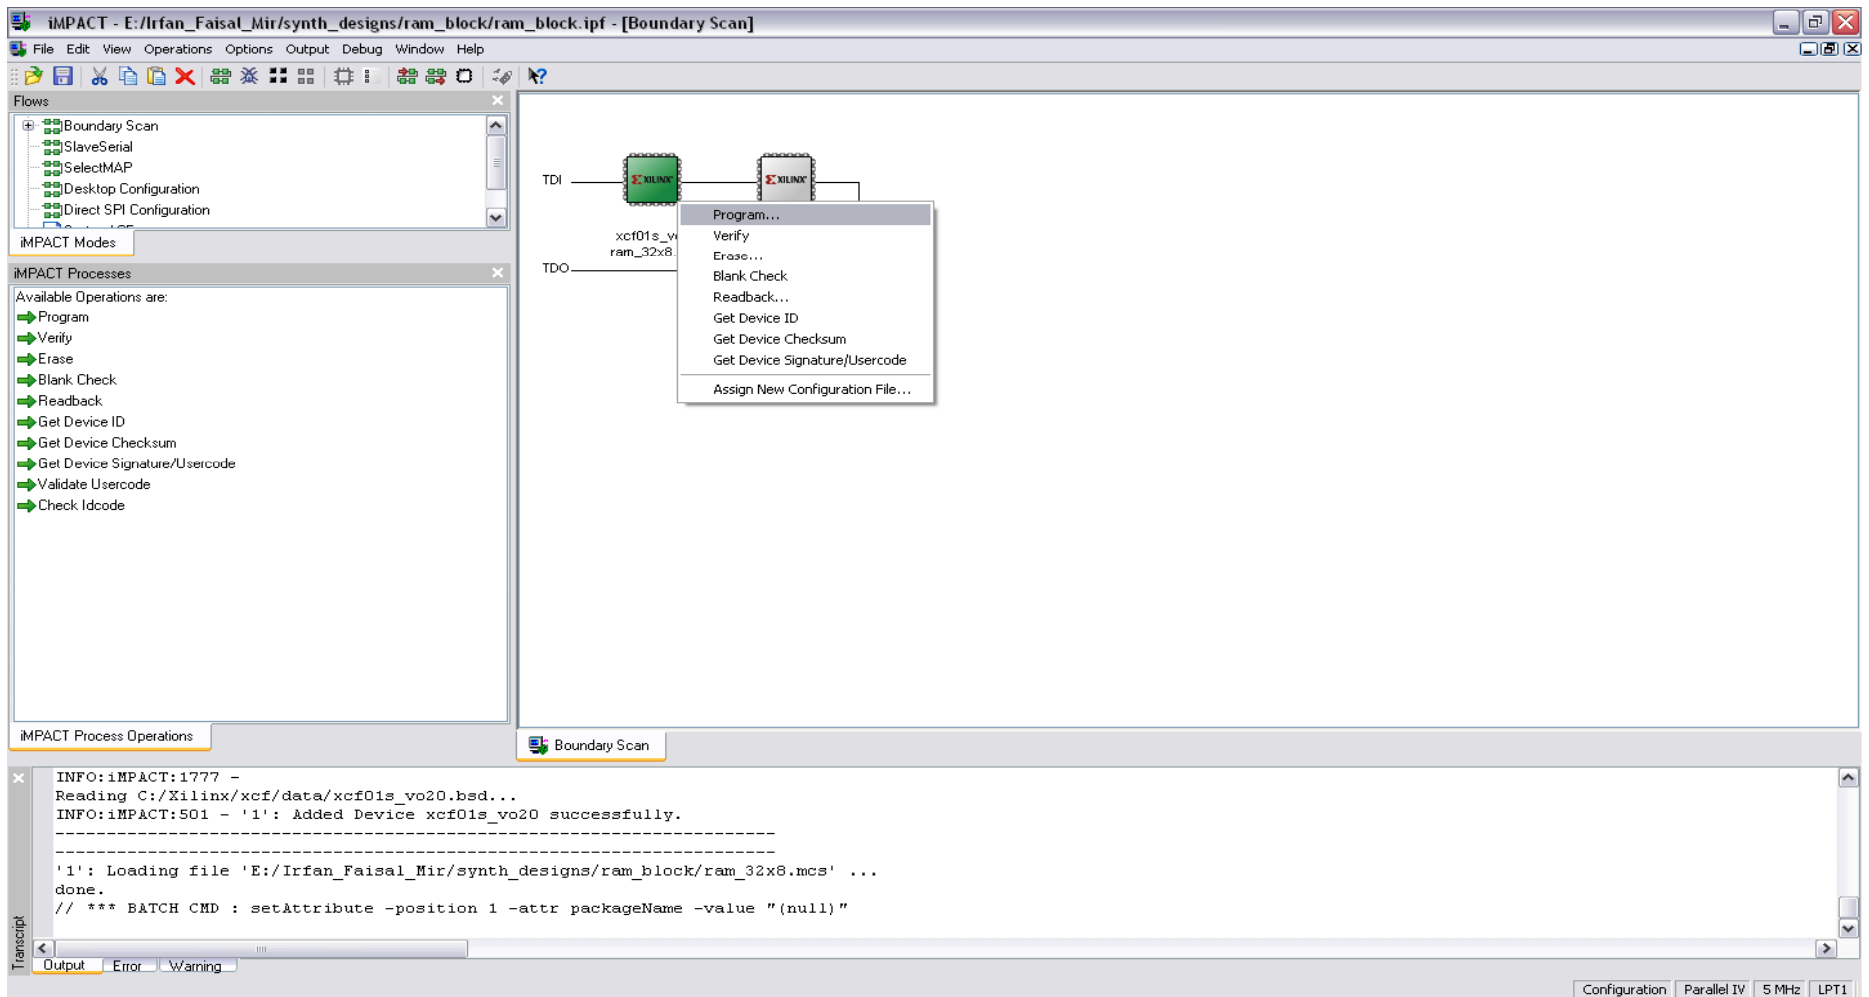 iMPACT - E:/Irfan_Faisal_Mir/synth_designs/ram_block/ram_block.ipf - [Boundary Scan]
File Edit View Operations Options Output Debug Window Help
Flows
Boundary Scan
SlaveSerial
SelectMAP
Desktop Configuration
Direct SPI Configuration
iMPACT Modes
iMPACT Processes
Available Operations are:
Program
Verify
Erase
Blank Check
Readback
Get Device ID
Get Device Checksum
Get Device Signature/Usercode
Validate Usercode
Check Idcode
iMPACT Process Operations
TDI
XILINX
XILINX
xcf01s_v
ram_32x8.
TDO
Program...
Verify
Erase...
Blank Check
Readback...
Get Device ID
Get Device Checksum
Get Device Signature/Usercode
Assign New Configuration File...
Boundary Scan
INFO:iMPACT:1777 -
Reading C:/Xilinx/xcf/data/xcf01s_vo20.bsd...
INFO:iMPACT:501 - '1': Added Device xcf01s_vo20 successfully.
----------------------------------------------------------------------
----------------------------------------------------------------------
'1': Loading file 'E:/Irfan_Faisal_Mir/synth_designs/ram_block/ram_32x8.mcs' ...
done.
// *** BATCH CMD : setAttribute -position 1 -attr packageName -value "(null)"
Transcript
Output Error Warning
Configuration Parallel IV 5 MHz LPT1